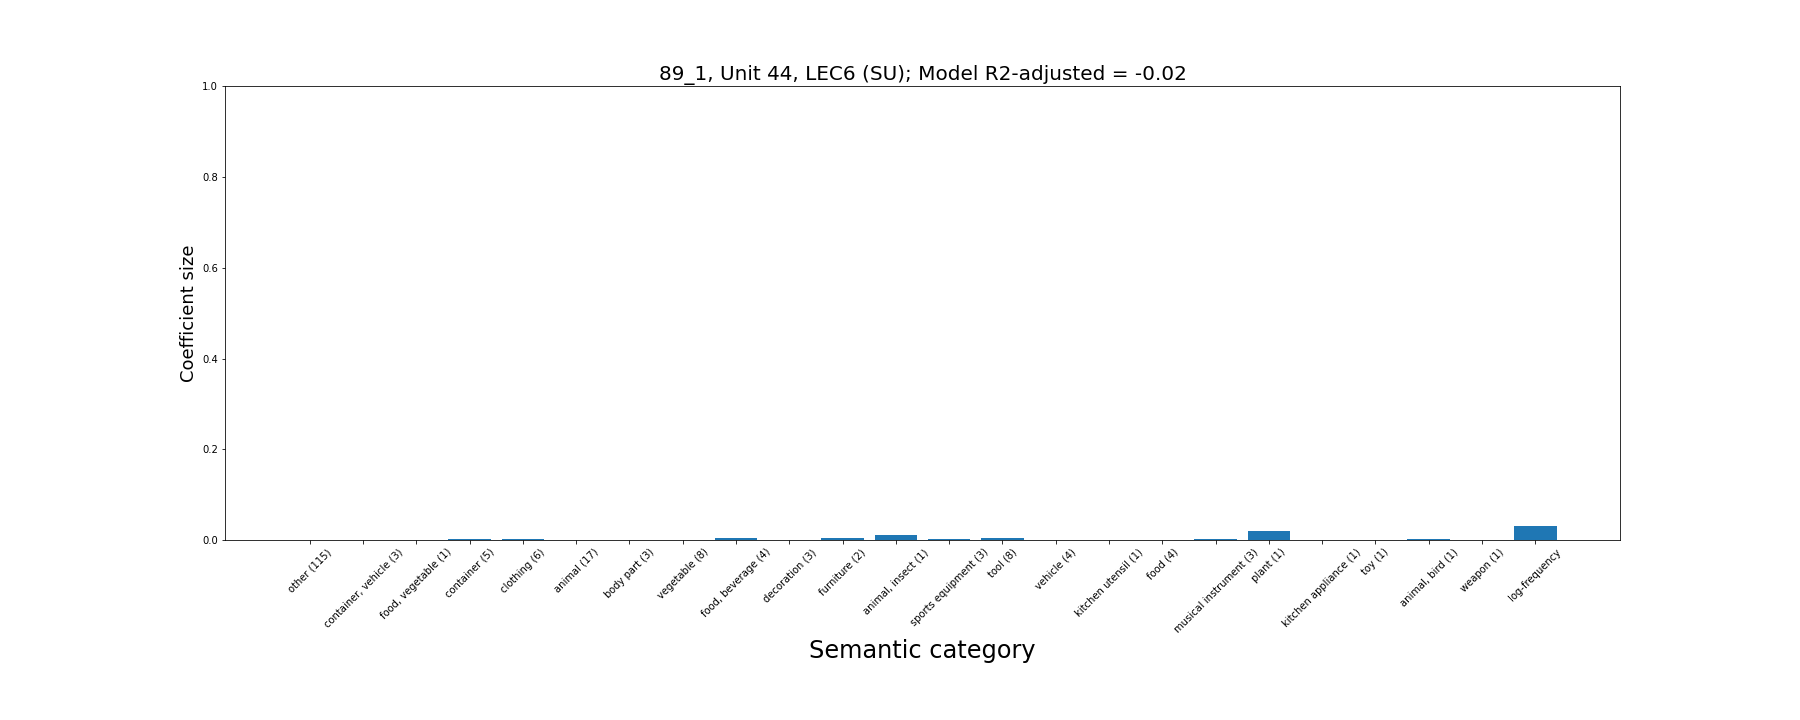 89_1, Unit 44, LEC6 (SU); Model R2-adjusted = -0.02
1.0
0.8
0.6
0.4
0.2
0.0
Coefficient size
other (115)
container, vehicle (3)
food, vegetable (1)
container (5)
clothing (6)
animal (17)
body part (3)
vegetable (8)
food, beverage (4)
decoration (3)
furniture (2)
animal, insect (1)
sports equipment (3)
tool (8)
vehicle (4)
kitchen utensil (1)
food (4)
musical instrument (3)
plant (1)
kitchen appliance (1)
toy (1)
animal, bird (1)
weapon (1)
log-frequency
Semantic category